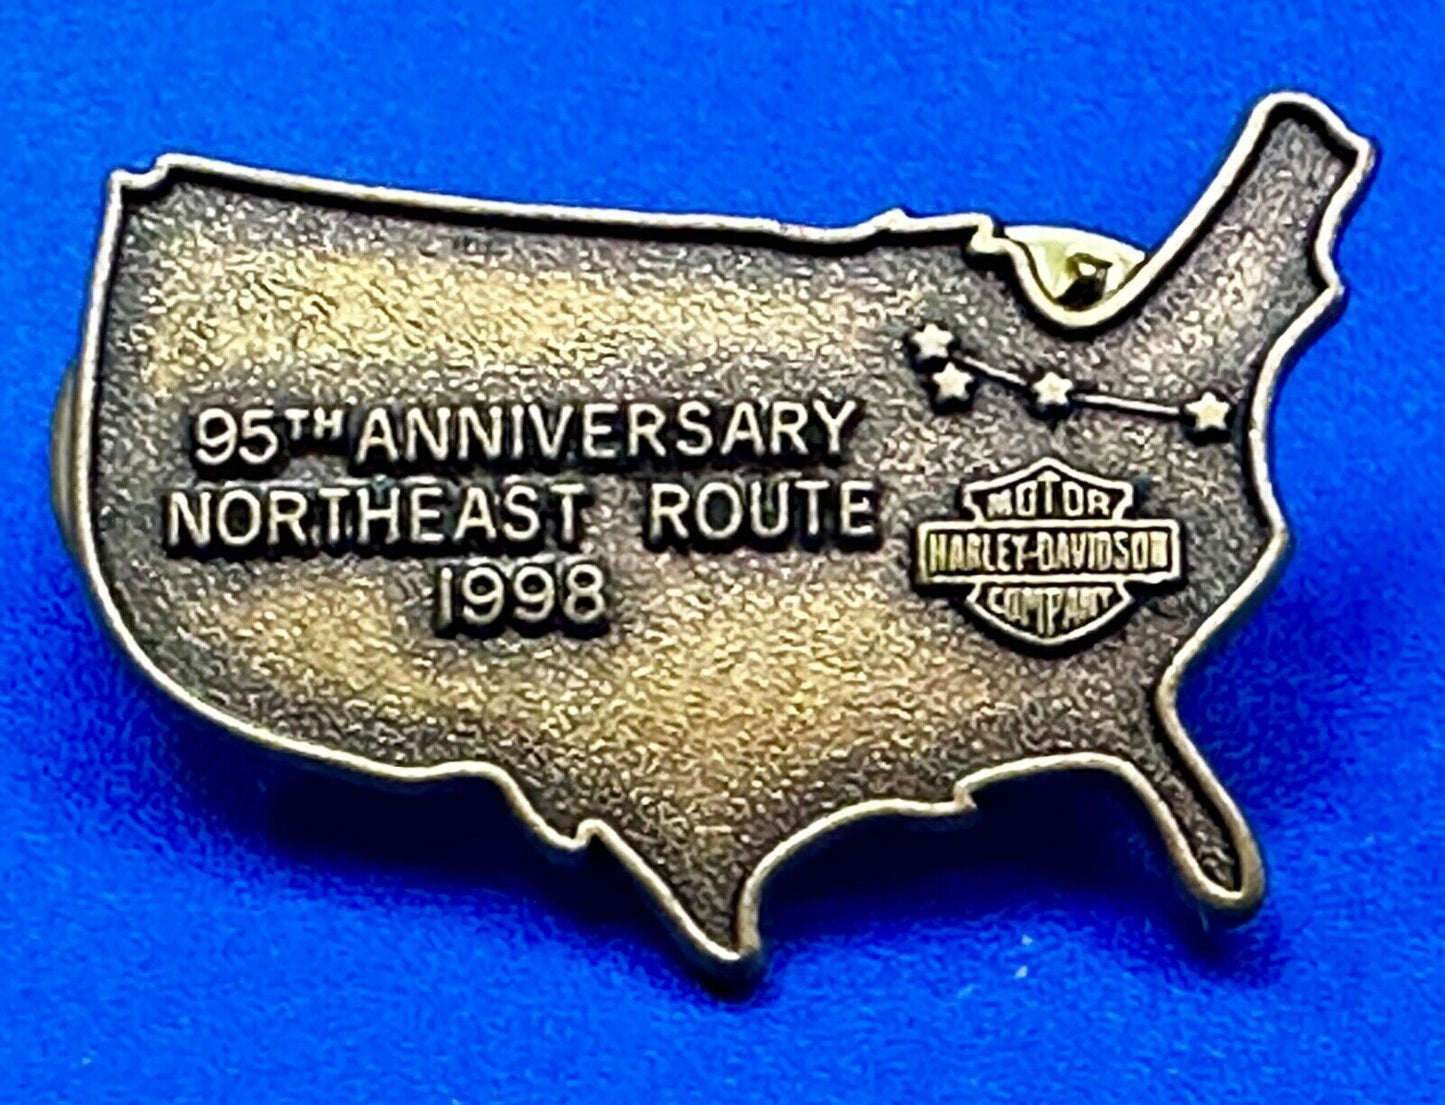 95TH ANNIVERSARY
NORTHEAST ROUTE
1998
MOTOR
HARLEY-DAVIDSON
COMPANY